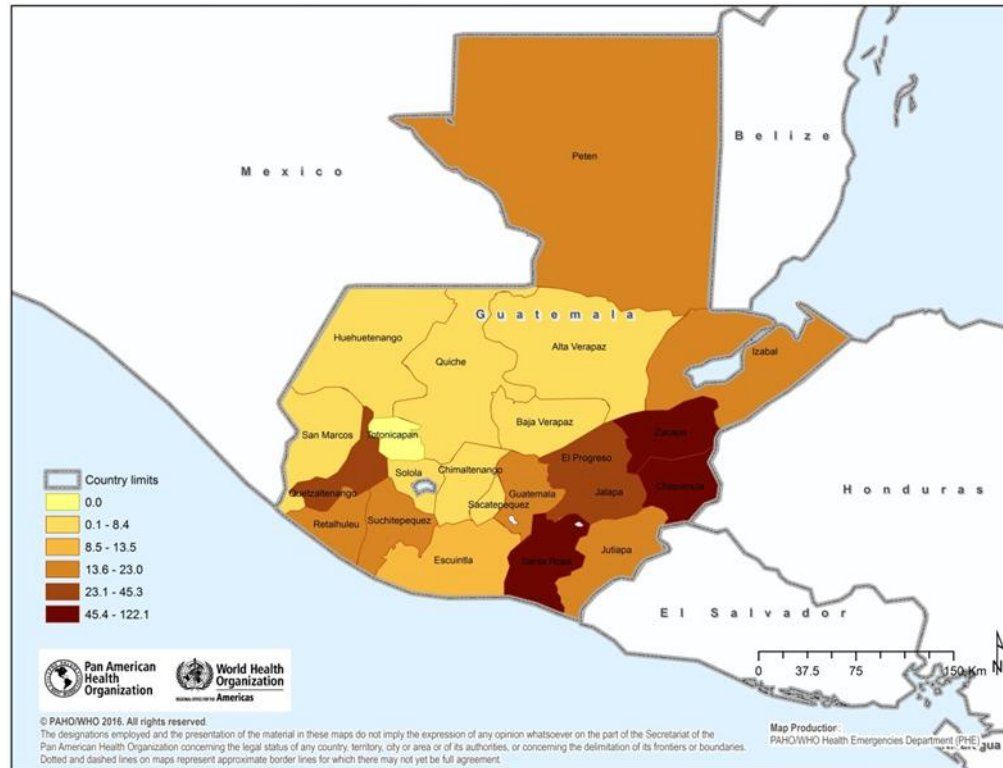 Belize
Peten
Mexico
Guatemala
Huehuetenango
Alta Verapaz
Izabal
Quiche
Baja Verapaz
San Marcos
Totonicapan
Zacapa
El Progreso
Solola
Chimaltenango
Country limits
Quetzaltenango
Guatemala
Jalapa
Chiquimula
Honduras
0.0
Sacatepequez
0.1 - 8.4
Retalhuleu
Suchitepequez
8.5 - 13.5
Escuintla
Santa Rosa
Jutiapa
13.6 - 23.0
23.1 - 45.3
45.4 - 122.1
El Salvador
N
0 37.5 75 150 Km
Pan American
Health
Organization
World Health
Organization
REGIONAL OFFICE FOR THE Americas
© PAHO/WHO 2016. All rights reserved.
The designations employed and the presentation of the material in these maps do not imply the expression of any opinion whatsoever on the part of the Secretariat of the
Pan American Health Organization concerning the legal status of any country, territory, city or area or of its authorities, or concerning the delimitation of its frontiers or boundaries.
Dotted and dashed lines on maps represent approximate border lines for which there may not yet be full agreement.
Map Production :
PAHO/WHO Health Emergencies Department (PHE)